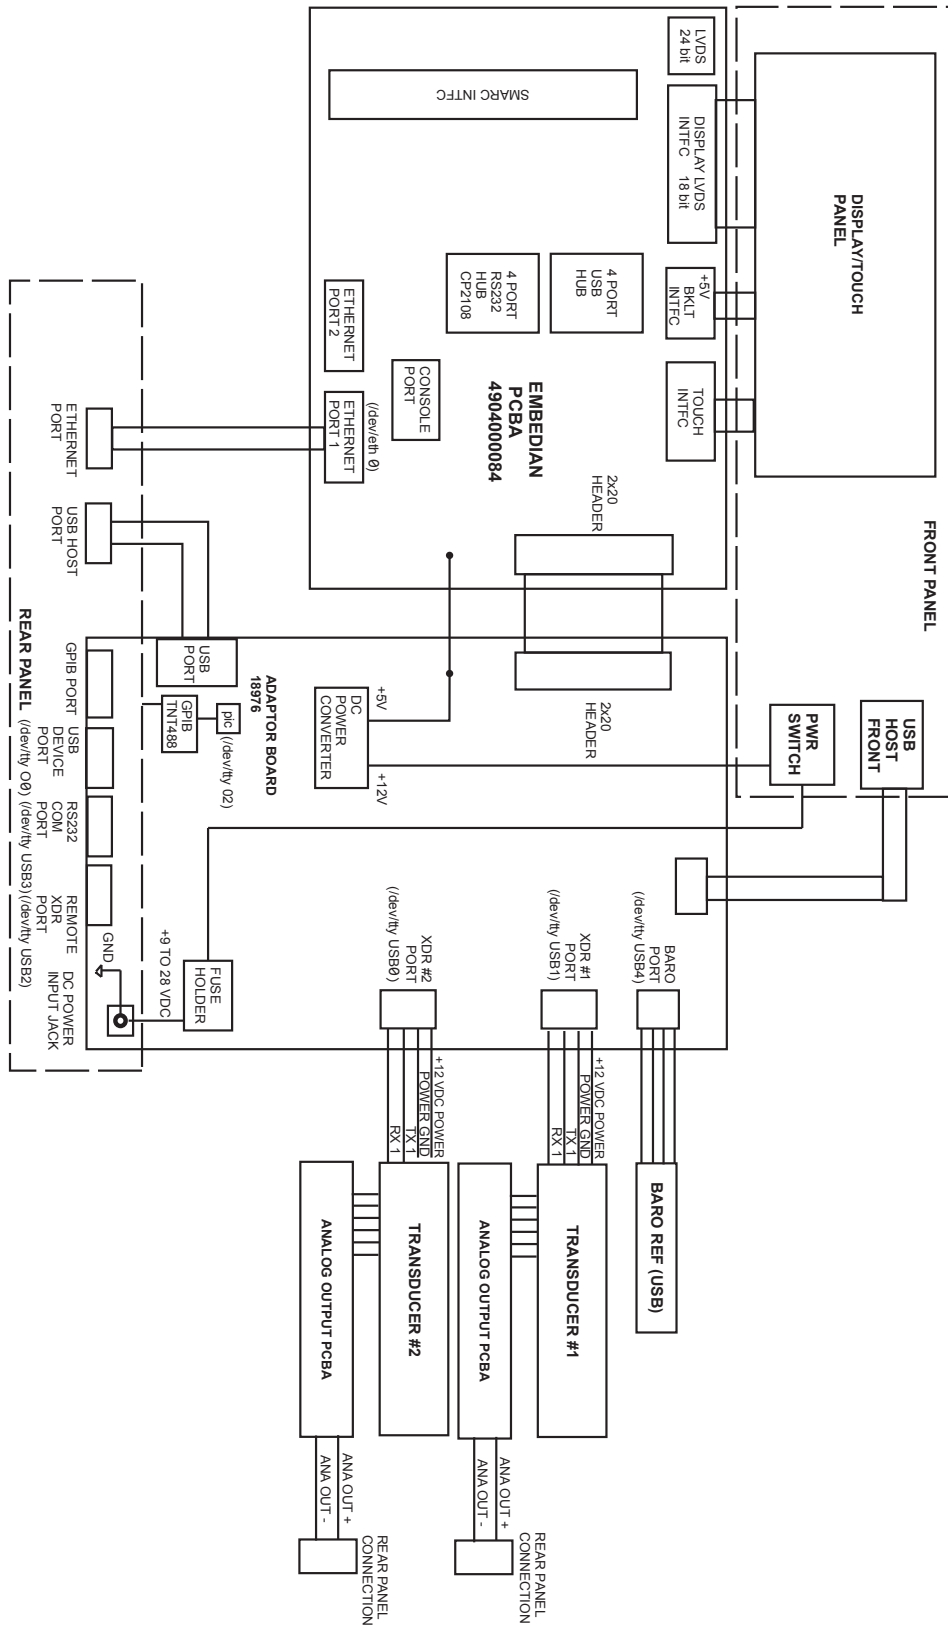 FRONT PANEL
DISPLAY/TOUCH
PANEL
USB
HOST
FRONT
PWR
SWITCH
LVDS
24 bit
DISPLAY LVDS
INTFC 18 bit
+5V
BKLT
INTFC
TOUCH
INTFC
SMARC INTFC
4 PORT
USB
HUB
4 PORT
RS232
HUB
CP2108
EMBEDIAN
PCBA
4904000084
CONSOLE
PORT
ETHERNET
PORT 2
(/dev/eth 0)
ETHERNET
PORT 1
2x20
HEADER
2x20
HEADER
+5V
DC
POWER
CONVERTER
+12V
ADAPTOR BOARD
18976
USB
PORT
GPIB
TNT488
pic
(/dev/tty 02)
BARO
PORT
(/dev/tty USB4)
XDR #1
PORT
(/dev/tty USB1)
XDR #2
PORT
(/dev/tty USB0)
FUSE
HOLDER
+9 TO 28 VDC
GND
ETHERNET
PORT
USB HOST
PORT
GPIB PORT
USB
DEVICE
PORT
(/dev/tty O0)
RS232
COM
PORT
(/dev/tty USB3)
REMOTE
XDR
PORT
(/dev/tty USB2)
DC POWER
INPUT JACK
REAR PANEL
BARO REF (USB)
+12 VDC POWER
POWER GND
TX 1
RX 1
TRANSDUCER #1
ANALOG OUTPUT PCBA
ANA OUT +
ANA OUT -
REAR PANEL
CONNECTION
+12 VDC POWER
POWER GND
TX 1
RX 1
TRANSDUCER #2
ANALOG OUTPUT PCBA
ANA OUT +
ANA OUT -
REAR PANEL
CONNECTION